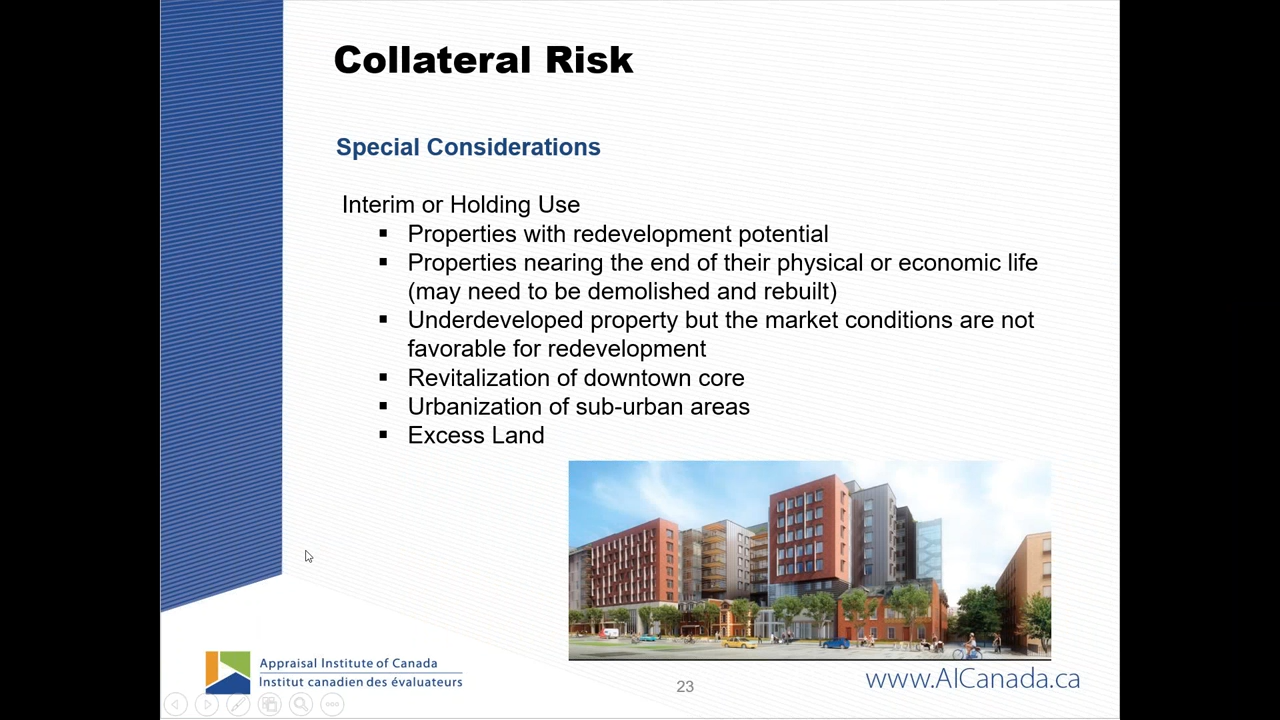 Collateral Risk
Special Considerations
Interim or Holding Use
▪ Properties with redevelopment potential
▪ Properties nearing the end of their physical or economic life
(may need to be demolished and rebuilt)
▪ Underdeveloped property but the market conditions are not
favorable for redevelopment
▪ Revitalization of downtown core
▪ Urbanization of sub-urban areas
▪ Excess Land
Appraisal Institute of Canada
Institut canadien des évaluateurs
23
www.AICanada.ca